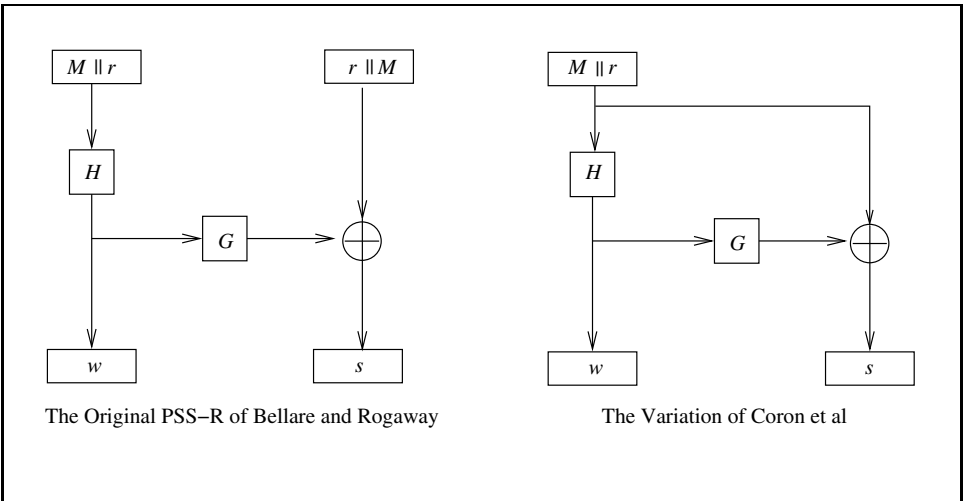 M || r
r || M
H
G
w
s
The Original PSS–R of Bellare and Rogaway
M || r
H
G
w
s
The Variation of Coron et al